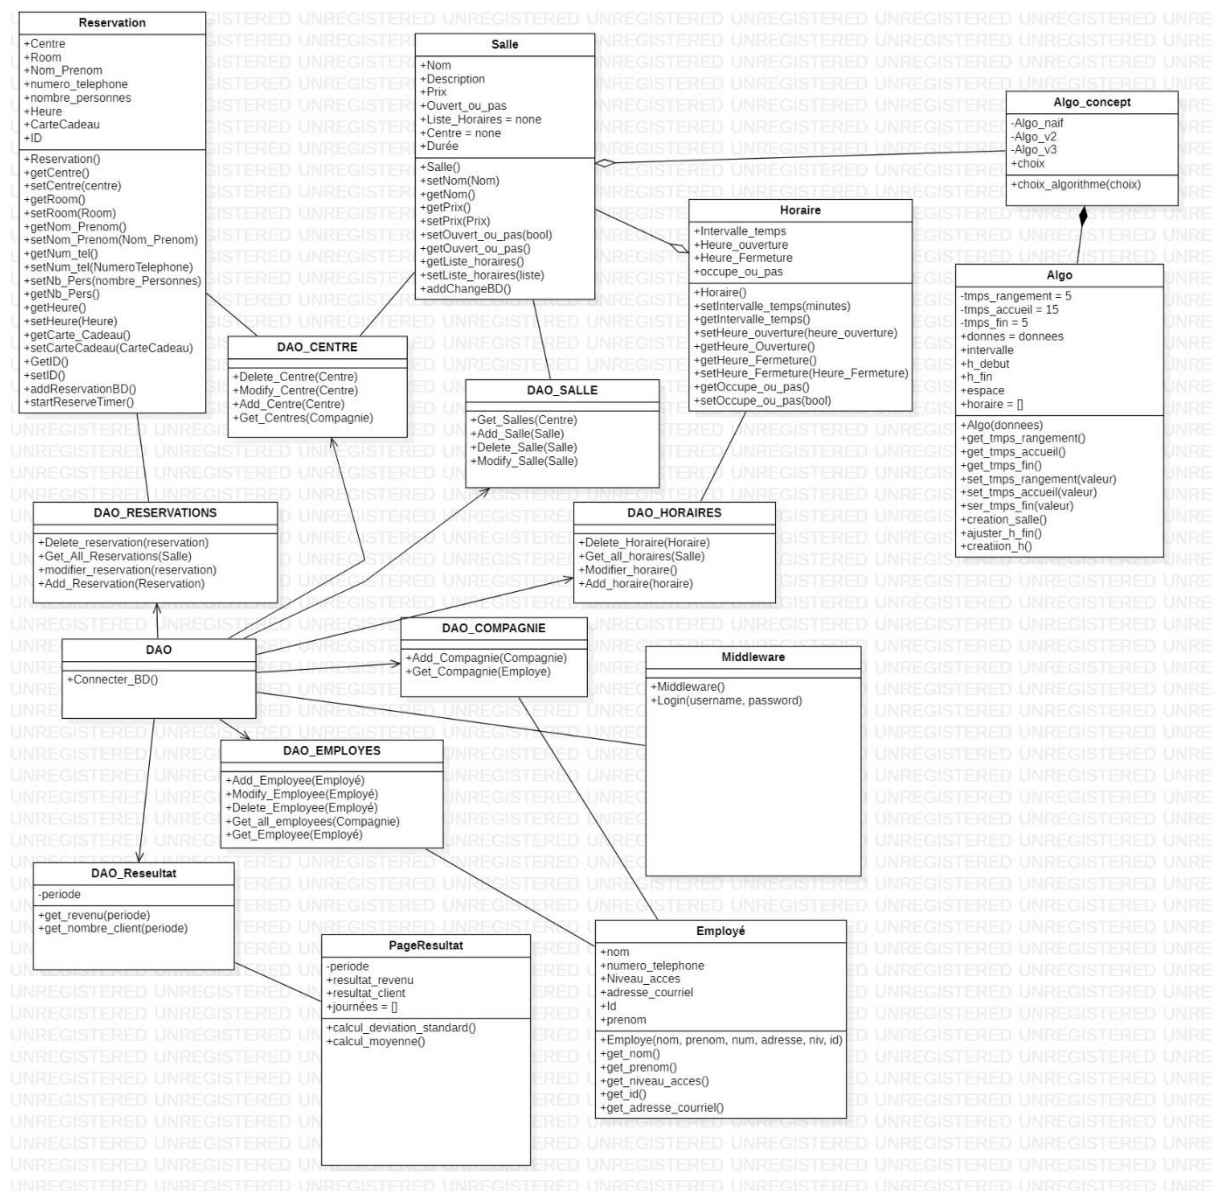 Reservation
+Centre
+Room
+Nom_Prenom
+numero_telephone
+nombre_personnes
+Heure
+CarteCadeau
+ID
+Reservation()
+getCentre()
+setCentre(centre)
+getRoom()
+setRoom(Room)
+getNom_Prenom()
+setNom_Prenom(Nom_Prenom)
+getNum_tel()
+setNum_tel(NumeroTelephone)
+setNb_Pers(nombre_Personnes)
+getNb_Pers()
+getHeure()
+setHeure(Heure)
+getCarte_Cadeau()
+setCarteCadeau(CarteCadeau)
+GetID()
+setID()
+addReservationBD()
+startReserveTimer()
Salle
+Nom
+Description
+Prix
+Ouvert_ou_pas
+Liste_Horaires = none
+Centre = none
+Durée
+Salle()
+setNom(Nom)
+getNom()
+getPrix()
+setPrix(Prix)
+setOuvert_ou_pas(bool)
+getOuvert_ou_pas()
+getListe_horaires()
+setListe_horaires(liste)
+addChangeBD()
Algo_concept
-Algo_naif
-Algo_v2
-Algo_v3
+choix
+choix_algorithme(choix)
Horaire
+Intervalle_temps
+Heure_ouverture
+Heure_Fermeture
+occupe_ou_pas
+Horaire()
+setIntervalle_temps(minutes)
+getIntervalle_temps()
+setHeure_ouverture(heure_ouverture)
+getHeure_Ouverture()
+getHeure_Fermeture()
+setHeure_Fermeture(Heure_Fermeture)
+getOccupe_ou_pas()
+setOccupe_ou_pas(bool)
Algo
-tmps_rangement = 5
-tmps_accueil = 15
-tmps_fin = 5
+donnes = donnees
+intervalle
+h_debut
+h_fin
+espace
+horaire = []
+Algo(donnees)
+get_tmps_rangement()
+get_tmps_accueil()
+get_tmps_fin()
+set_tmps_rangement(valeur)
+set_tmps_accueil(valeur)
+ser_tmps_fin(valeur)
+creation_salle()
+ajuster_h_fin()
+creatiion_h()
DAO_CENTRE
+Delete_Centre(Centre)
+Modify_Centre(Centre)
+Add_Centre(Centre)
+Get_Centres(Compagnie)
DAO_SALLE
+Get_Salles(Centre)
+Add_Salle(Salle)
+Delete_Salle(Salle)
+Modify_Salle(Salle)
DAO_RESERVATIONS
+Delete_reservation(reservation)
+Get_All_Reservations(Salle)
+modifier_reservation(reservation)
+Add_Reservation(Reservation)
DAO_HORAIRES
+Delete_Horaire(Horaire)
+Get_all_horaires(Salle)
+Modifier_horaire()
+Add_horaire(horaire)
DAO
+Connecter_BD()
DAO_COMPAGNIE
+Add_Compagnie(Compagnie)
+Get_Compagnie(Employe)
Middleware
+Middleware()
+Login(username, password)
DAO_EMPLOYES
+Add_Employee(Employé)
+Modify_Employee(Employé)
+Delete_Employee(Employé)
+Get_all_employees(Compagnie)
+Get_Employee(Employé)
DAO_Reseultat
-periode
+get_revenu(periode)
+get_nombre_client(periode)
PageResultat
-periode
+resultat_revenu
+resultat_client
+journées = []
+calcul_deviation_standard()
+calcul_moyenne()
Employé
+nom
+numero_telephone
+Niveau_acces
+adresse_courriel
+Id
+prenom
+Employe(nom, prenom, num, adresse, niv, id)
+get_nom()
+get_prenom()
+get_niveau_acces()
+get_id()
+get_adresse_courriel()